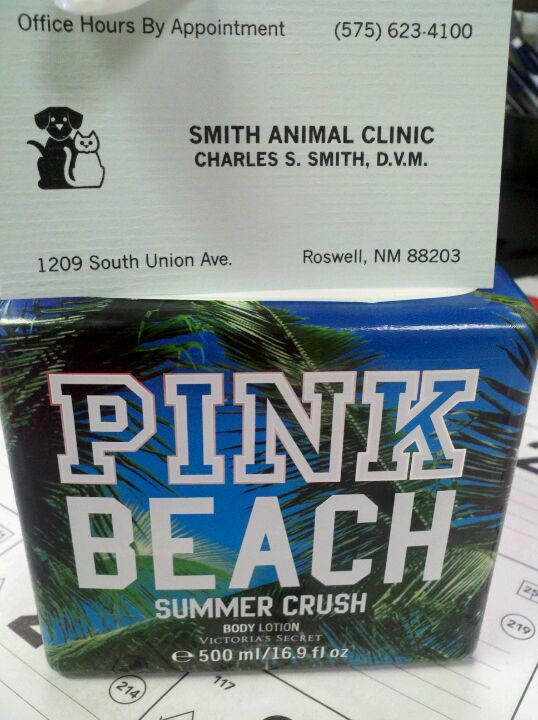 Office Hours By Appointment (575) 623-4100
SMITH ANIMAL CLINIC
CHARLES S. SMITH, D.V.M.
1209 South Union Ave. Roswell, NM 88203
PINK
BEACH
SUMMER CRUSH
BODY LOTION
VICTORIA'S SECRET
℮ 500 ml/16.9 fl oz
219
214
117